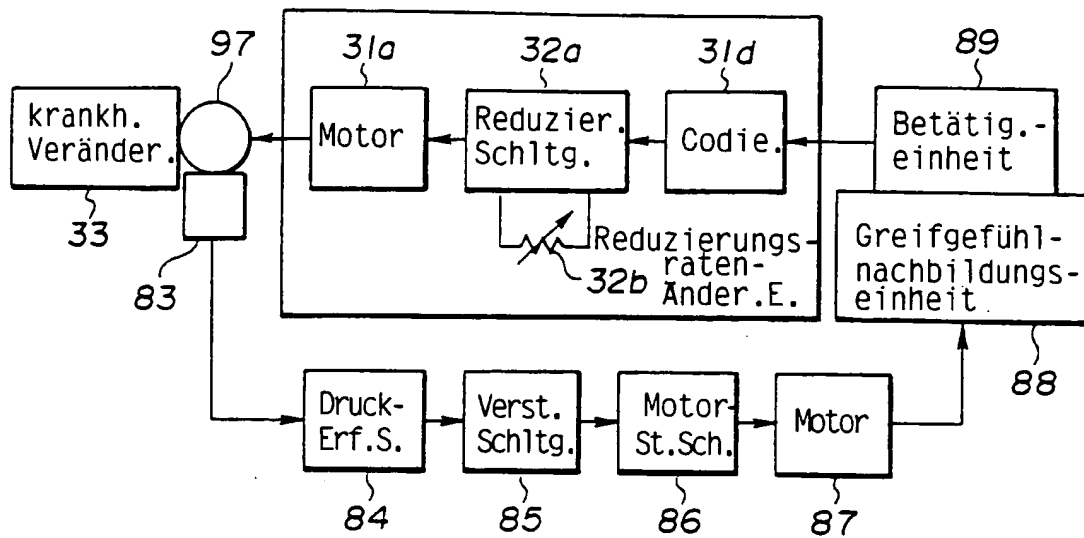 97
31a
32a
31d
89
krankh.
Veränder.
Motor
Reduzier.
Schltg.
Codie.
Betätig.-
einheit
33
83
32b
Reduzierungs-
raten-
Änder.E.
Greifgefühl-
nachbildungs-
einheit
88
Druck-
Erf.S.
Verst.
Schltg.
Motor-
St.Sch.
Motor
84
85
86
87